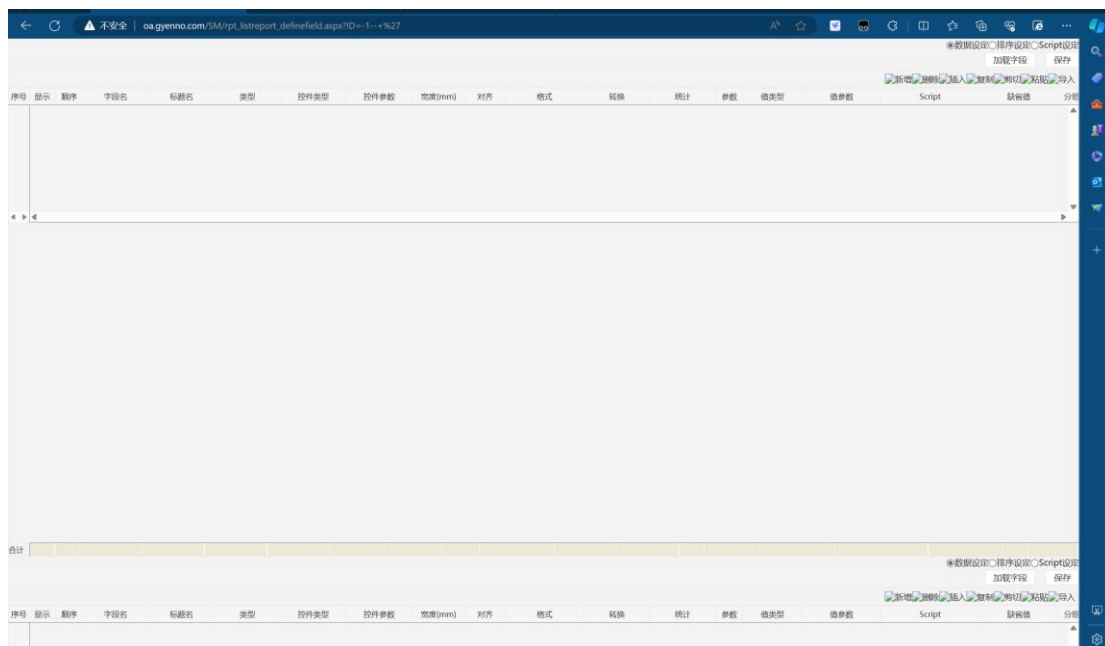 不安全 | oa.gyenno.com/SM/rpt_listreport_definefield.aspx?ID=-1--+%27
数据设定 排序设定 Script设定
加载字段 保存
新增 删除 插入 复制 剪切 粘贴 导入
序号 显示 顺序 字段名 标题名 类型 控件类型 控件参数 宽度(mm) 对齐 格式 转换 统计 参数 值类型 值参数 Script 缺省值 分组
合计
数据设定 排序设定 Script设定
加载字段 保存
新增 删除 插入 复制 剪切 粘贴 导入
序号 显示 顺序 字段名 标题名 类型 控件类型 控件参数 宽度(mm) 对齐 格式 转换 统计 参数 值类型 值参数 Script 缺省值 分组